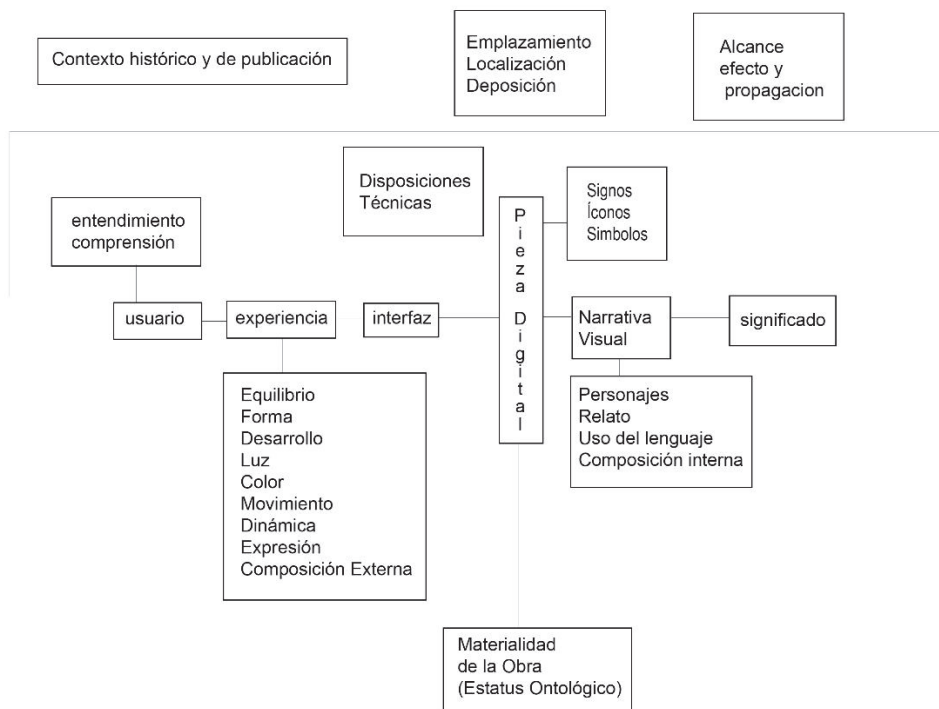 Contexto histórico y de publicación
Emplazamiento
Localización
Deposición
Alcance
efecto y
propagacion
Disposiciones
Técnicas
Signos
Íconos
Simbolos
entendimiento
comprensión
Pieza Digital
usuario
experiencia
interfaz
Narrativa
Visual
significado
Equilibrio
Forma
Desarrollo
Luz
Color
Movimiento
Dinámica
Expresión
Composición Externa
Personajes
Relato
Uso del lenguaje
Composición interna
Materialidad
de la Obra
(Estatus Ontológico)